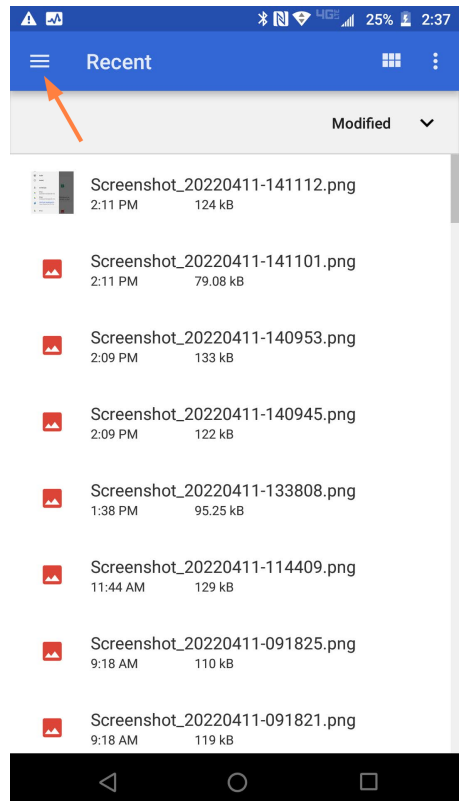 4GE 25% 2:37
Recent
Modified
Screenshot_20220411-141112.png
2:11 PM 124 kB
Screenshot_20220411-141101.png
2:11 PM 79.08 kB
Screenshot_20220411-140953.png
2:09 PM 133 kB
Screenshot_20220411-140945.png
2:09 PM 122 kB
Screenshot_20220411-133808.png
1:38 PM 95.25 kB
Screenshot_20220411-114409.png
11:44 AM 129 kB
Screenshot_20220411-091825.png
9:18 AM 110 kB
Screenshot_20220411-091821.png
9:18 AM 119 kB